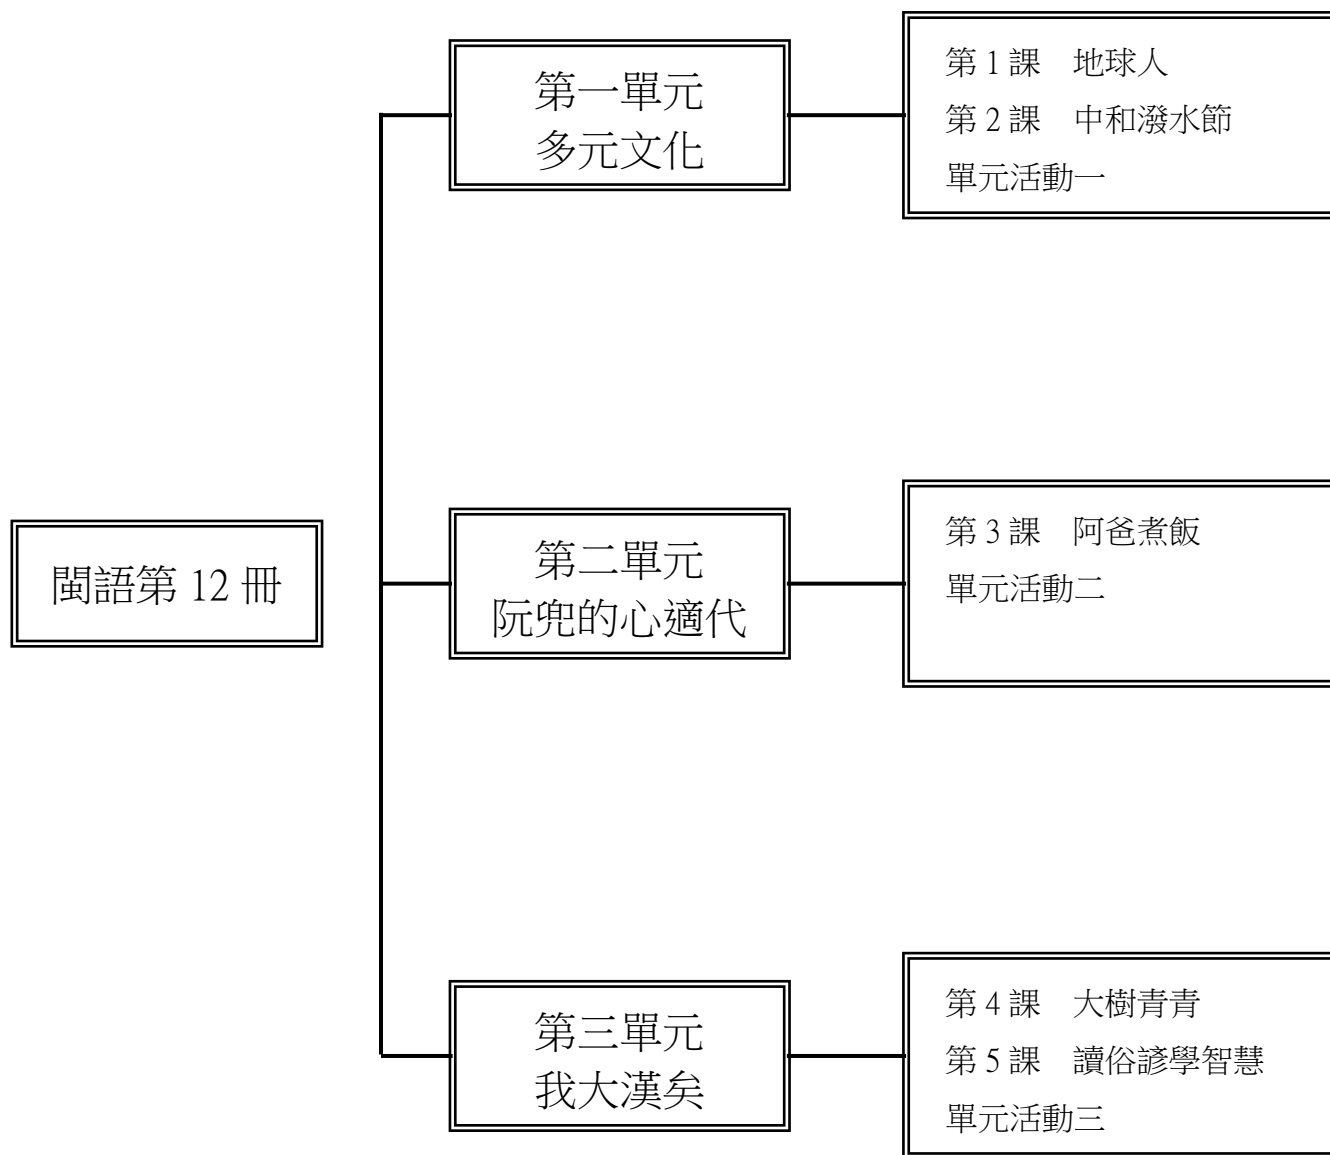 閩語第 12 冊
第一單元
多元文化
第 1 課　地球人
第 2 課　中和潑水節
單元活動一
第二單元
阮兜的心適代
第 3 課　阿爸煮飯
單元活動二
第三單元
我大漢矣
第 4 課　大樹青青
第 5 課　讀俗諺學智慧
單元活動三